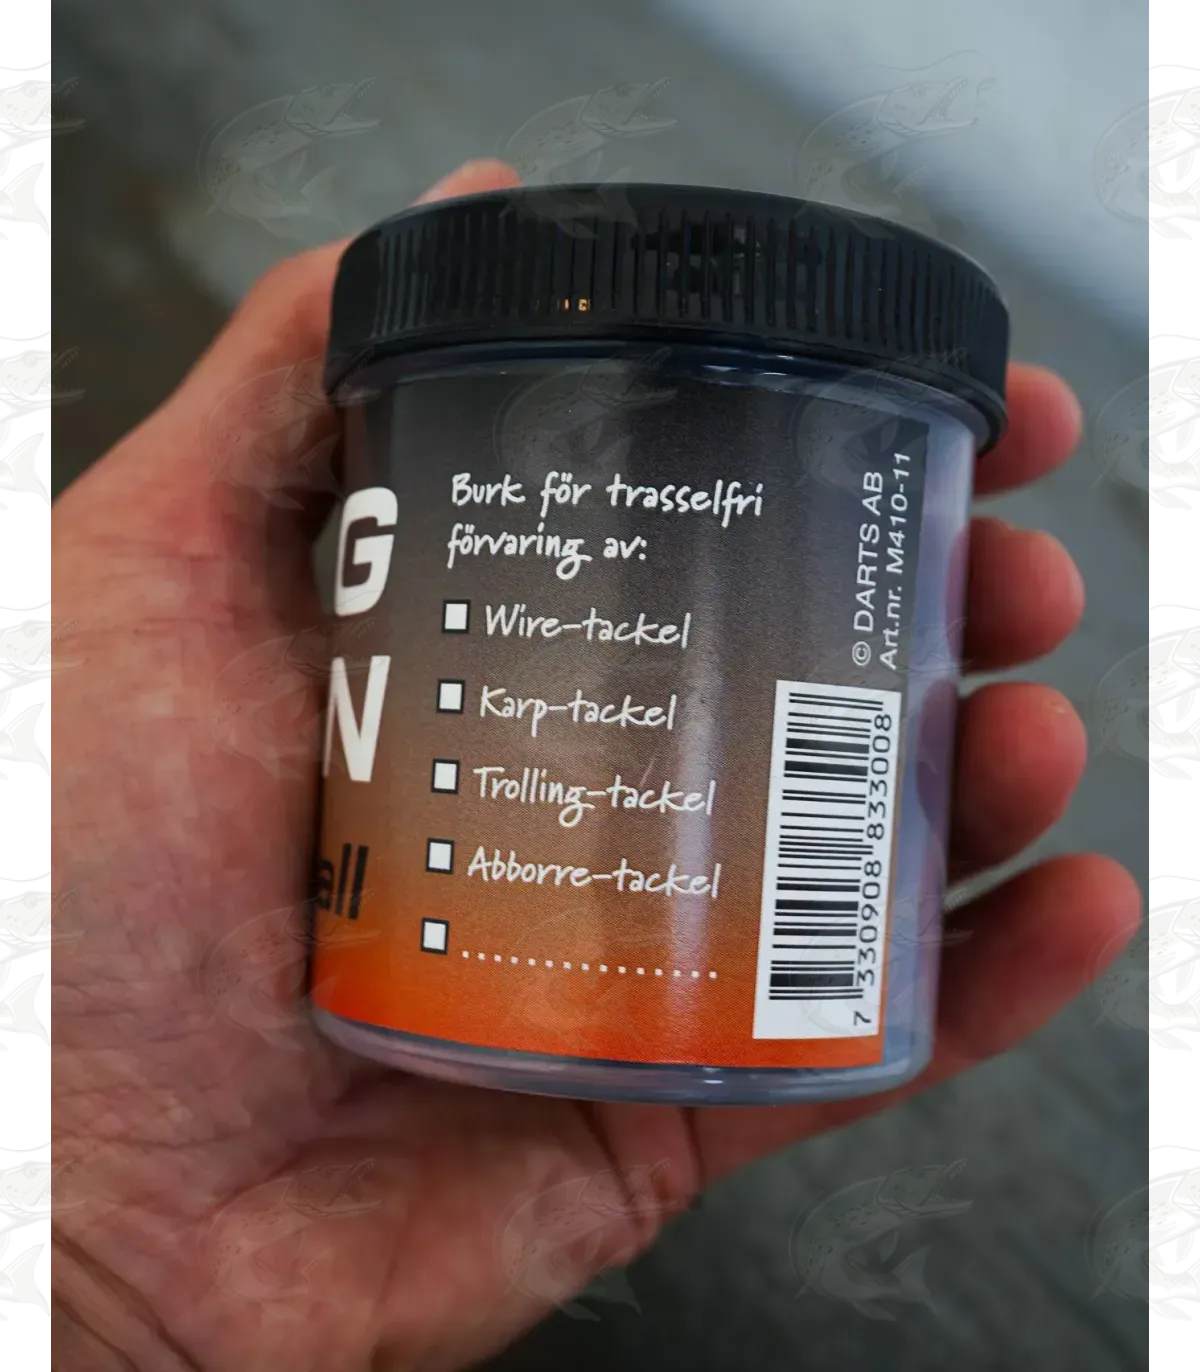 G
N
all
Burk för trasselfri
förvaring av:
Wire-tackel
Karp-tackel
Trolling-tackel
Abborre-tackel
................
© DARTS AB
Art.nr. M410-11
7 330908 833008